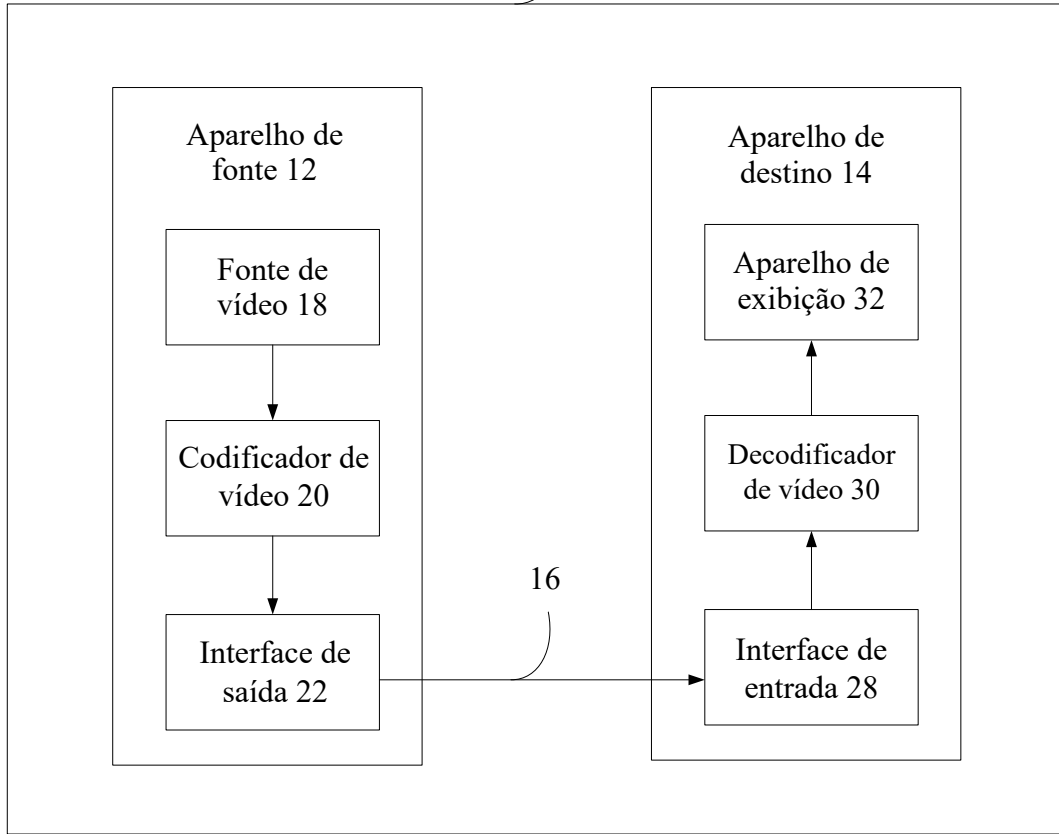 Aparelho de
fonte 12
Fonte de
vídeo 18
Codificador de
vídeo 20
Interface de
saída 22
16
Aparelho de
destino 14
Aparelho de
exibição 32
Decodificador
de vídeo 30
Interface de
entrada 28